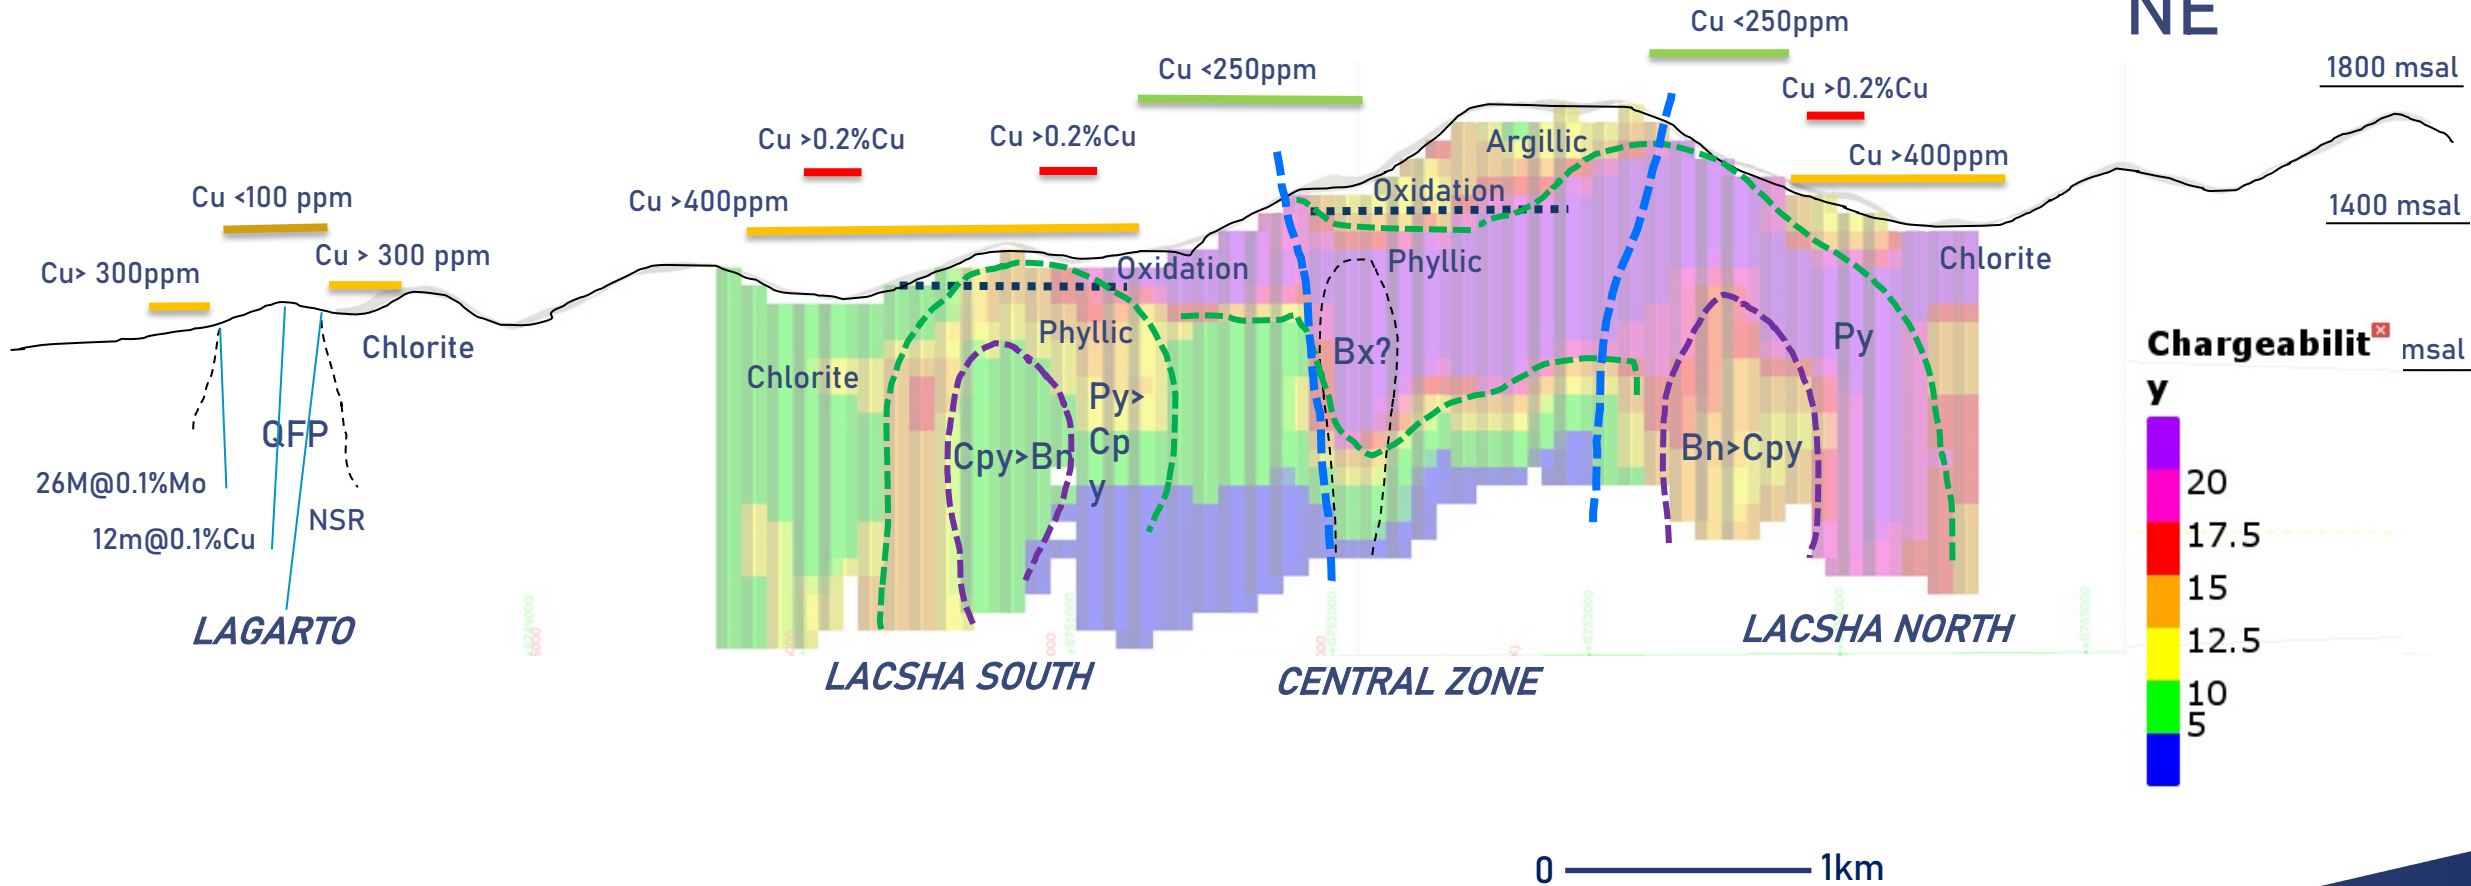 NE
Cu <250ppm
1800 msal
Cu <250ppm
Cu >0.2%Cu
Cu >0.2%Cu
Cu >0.2%Cu
Argillic
Cu >400ppm
Oxidation
Cu <100 ppm
Cu >400ppm
1400 msal
Cu > 300 ppm
Cu> 300ppm
Oxidation
Phyllic
Chlorite
Phyllic
Chlorite
Chlorite
Bx?
Py
Chargeabilit
y
msal
Py>
Cp
y
QFP
Cpy>Bn
Bn>Cpy
26M@0.1%Mo
NSR
12m@0.1%Cu
20
17.5
15
12.5
10
5
LAGARTO
LACSHA SOUTH
CENTRAL ZONE
LACSHA NORTH
0
1km